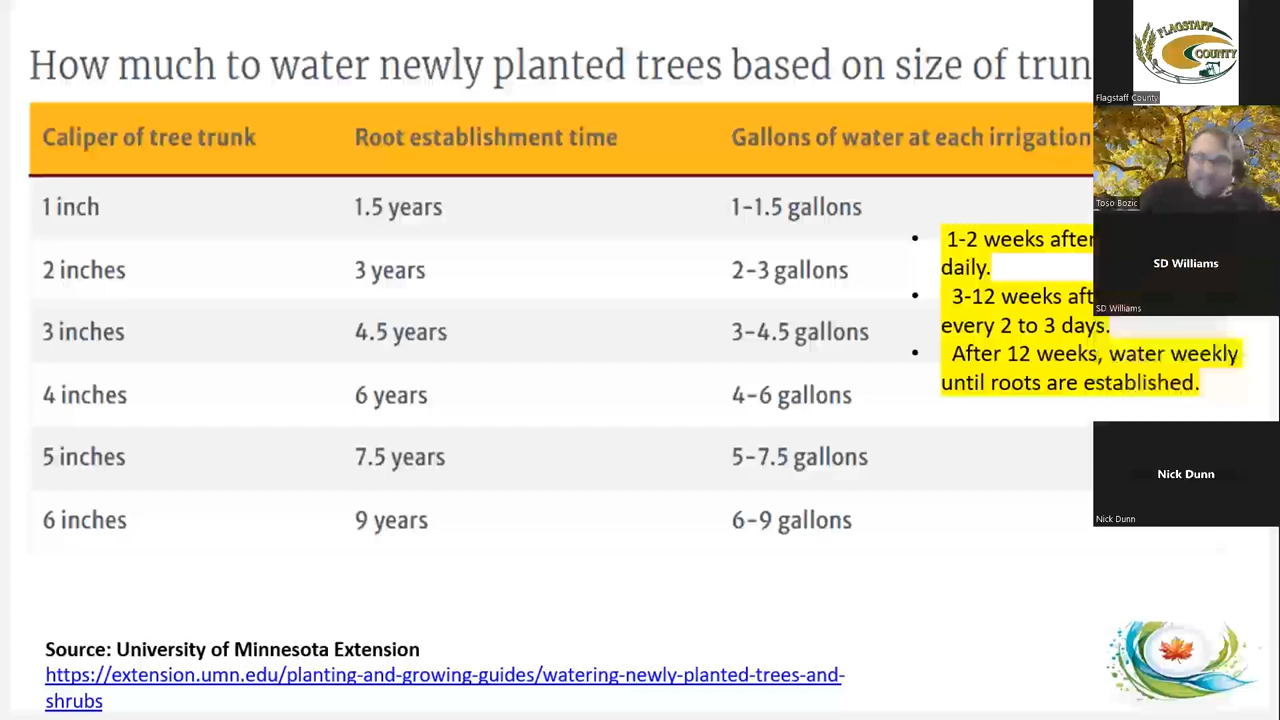 How much to water newly planted trees based on size of trun
Caliper of tree trunk Root establishment time Gallons of water at each irrigation
1 inch 1.5 years 1-1.5 gallons
2 inches 3 years 2-3 gallons
3 inches 4.5 years 3-4.5 gallons
4 inches 6 years 4-6 gallons
5 inches 7.5 years 5-7.5 gallons
6 inches 9 years 6-9 gallons
• 1-2 weeks after
daily.
• 3-12 weeks aft
every 2 to 3 days.
• After 12 weeks, water weekly
until roots are established.
Source: University of Minnesota Extension
https://extension.umn.edu/planting-and-growing-guides/watering-newly-planted-trees-and-
shrubs
FLAGSTAFF
COUNTY
Flagstaff County
Toso Bozic
SD Williams
SD Williams
Nick Dunn
Nick Dunn